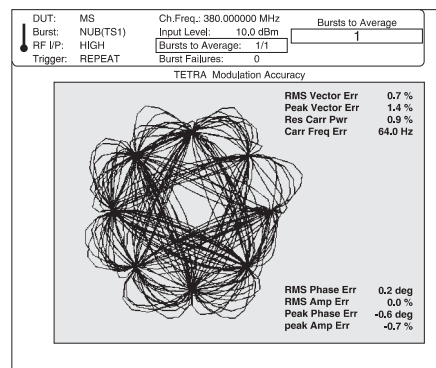 DUT: MS Ch.Freq.: 380.000000 MHz Bursts to Average
Burst: NUB(TS1) Input Level: 10.0 dBm 1
RF I/P: HIGH Bursts to Average: 1/1
Trigger: REPEAT Burst Failures: 0
TETRA Modulation Accuracy
RMS Vector Err 0.7 %
Peak Vector Err 1.4 %
Res Carr Pwr 0.9 %
Carr Freq Err 64.0 Hz
RMS Phase Err 0.2 deg
RMS Amp Err 0.0 %
Peak Phase Err -0.6 deg
peak Amp Err -0.7 %